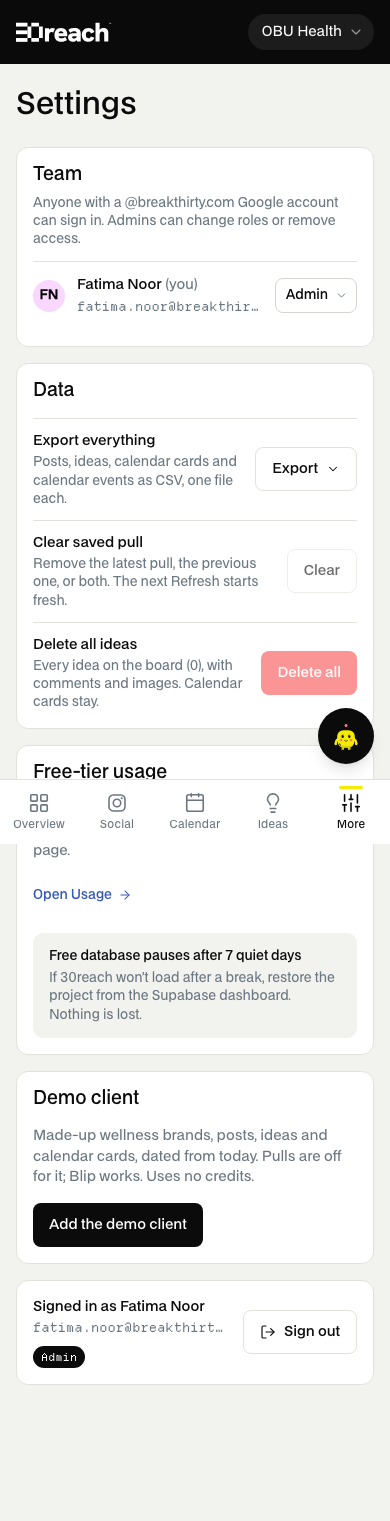 30reach
OBU Health
Settings
Team
Anyone with a @breakthirty.com Google account
can sign in. Admins can change roles or remove
access.
FN
Fatima Noor (you)
fatima.noor@breakthir…
Admin
Data
Export everything
Posts, ideas, calendar cards and
calendar events as CSV, one file
each.
Export
Clear saved pull
Remove the latest pull, the previous
one, or both. The next Refresh starts
fresh.
Clear
Delete all ideas
Every idea on the board (0), with
comments and images. Calendar
cards stay.
Delete all
Free-tier usage
Overview
Social
Calendar
Ideas
More
page.
Open Usage
Free database pauses after 7 quiet days
If 30reach won't load after a break, restore the
project from the Supabase dashboard.
Nothing is lost.
Demo client
Made-up wellness brands, posts, ideas and
calendar cards, dated from today. Pulls are off
for it; Blip works. Uses no credits.
Add the demo client
Signed in as Fatima Noor
fatima.noor@breakthirt…
Admin
Sign out